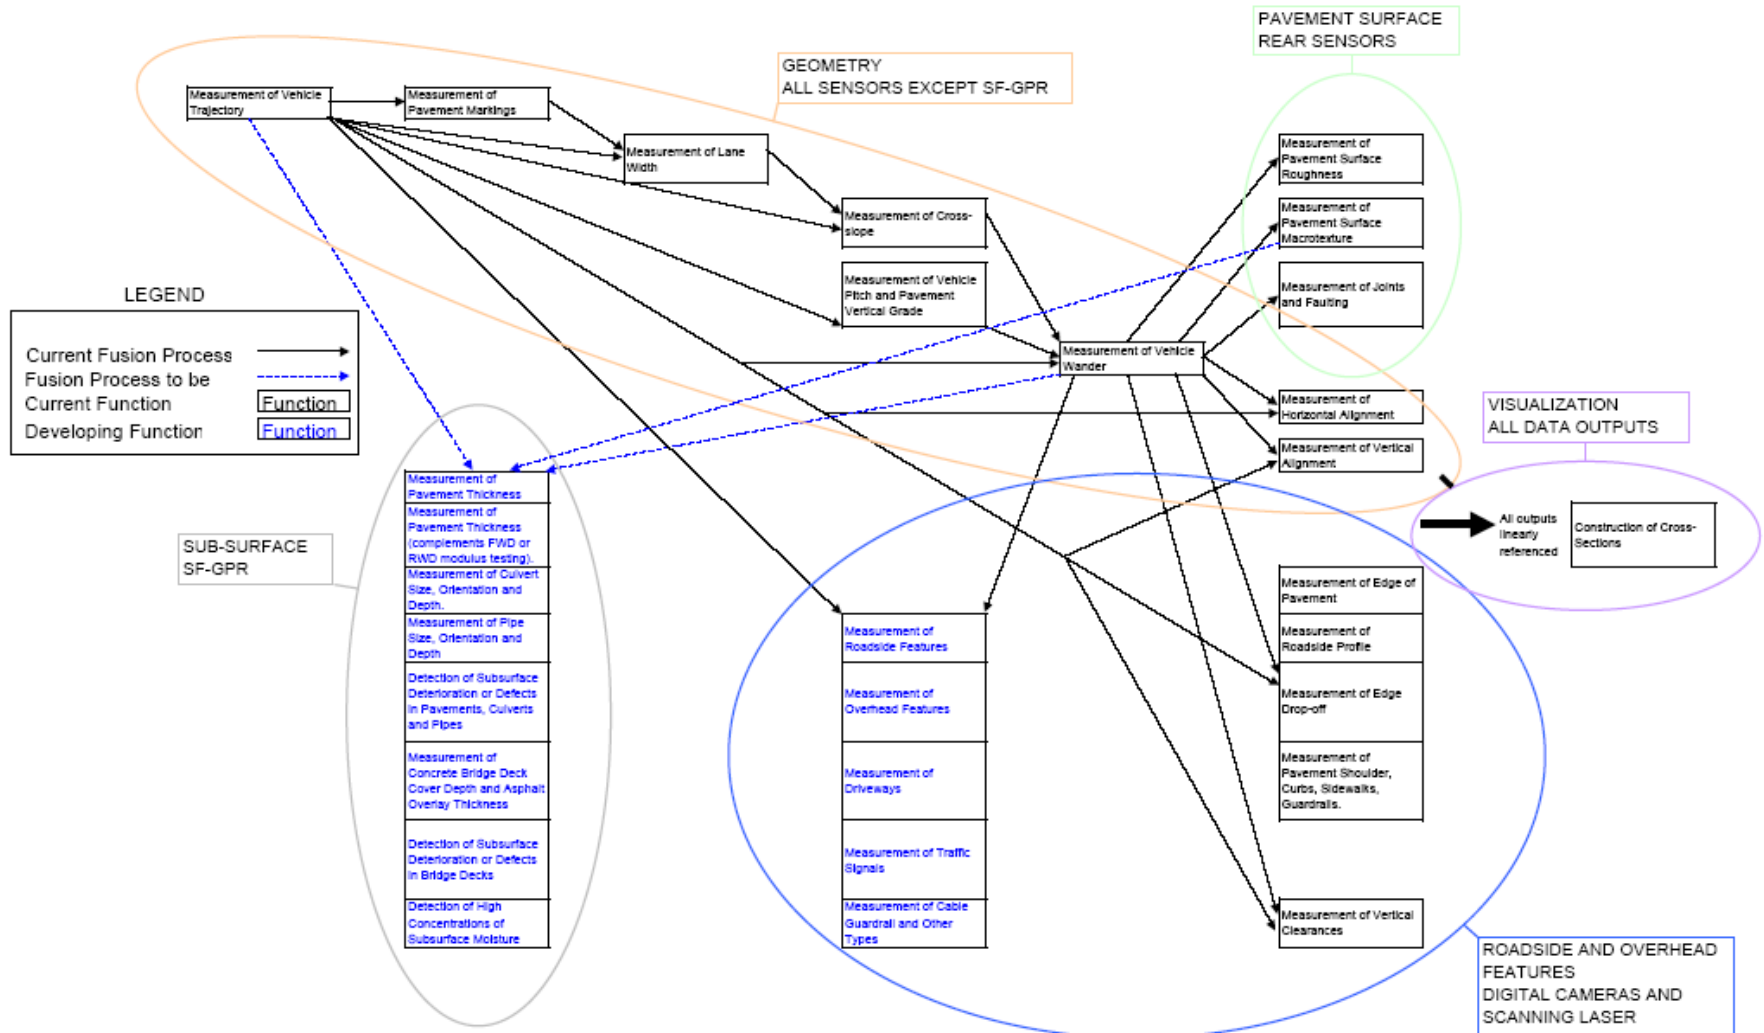 PAVEMENT SURFACE
REAR SENSORS
GEOMETRY
ALL SENSORS EXCEPT SF-GPR
Measurement of Vehicle
Trajectory
Measurement of
Pavement Markings
Measurement of Lane
Width
Measurement of Cross-
slope
Measurement of Vehicle
Pitch and Pavement
Vertical Grade
Measurement of Vehicle
Wander
Measurement of
Pavement Surface
Roughness
Measurement of
Pavement Surface
Macrotexture
Measurement of Joints
and Faulting
Measurement of
Horizontal Alignment
Measurement of Vertical
Alignment
LEGEND
Current Fusion Process
Fusion Process to be
Current Function
Function
Developing Function
Function
VISUALIZATION
ALL DATA OUTPUTS
All outputs
linearly
referenced
Construction of Cross-
Sections
SUB-SURFACE
SF-GPR
Measurement of
Pavement Thickness
Measurement of
Pavement Thickness
(complements FWD or
RWD modulus testing).
Measurement of Culvert
Size, Orientation and
Depth.
Measurement of Pipe
Size, Orientation and
Depth
Detection of Subsurface
Deterioration or Defects
in Pavements, Culverts
and Pipes
Measurement of
Concrete Bridge Deck
Cover Depth and Asphalt
Overlay Thickness
Detection of Subsurface
Deterioration or Defects
in Bridge Decks
Detection of High
Concentrations of
Subsurface Moisture
Measurement of
Roadside Features
Measurement of
Overhead Features
Measurement of
Driveways
Measurement of Traffic
Signals
Measurement of Cable
Guardrail and Other
Types
Measurement of Edge of
Pavement
Measurement of
Roadside Profile
Measurement of Edge
Drop-off
Measurement of
Pavement Shoulder,
Curbs, Sidewalks,
Guardrails.
Measurement of Vertical
Clearances
ROADSIDE AND OVERHEAD
FEATURES
DIGITAL CAMERAS AND
SCANNING LASER